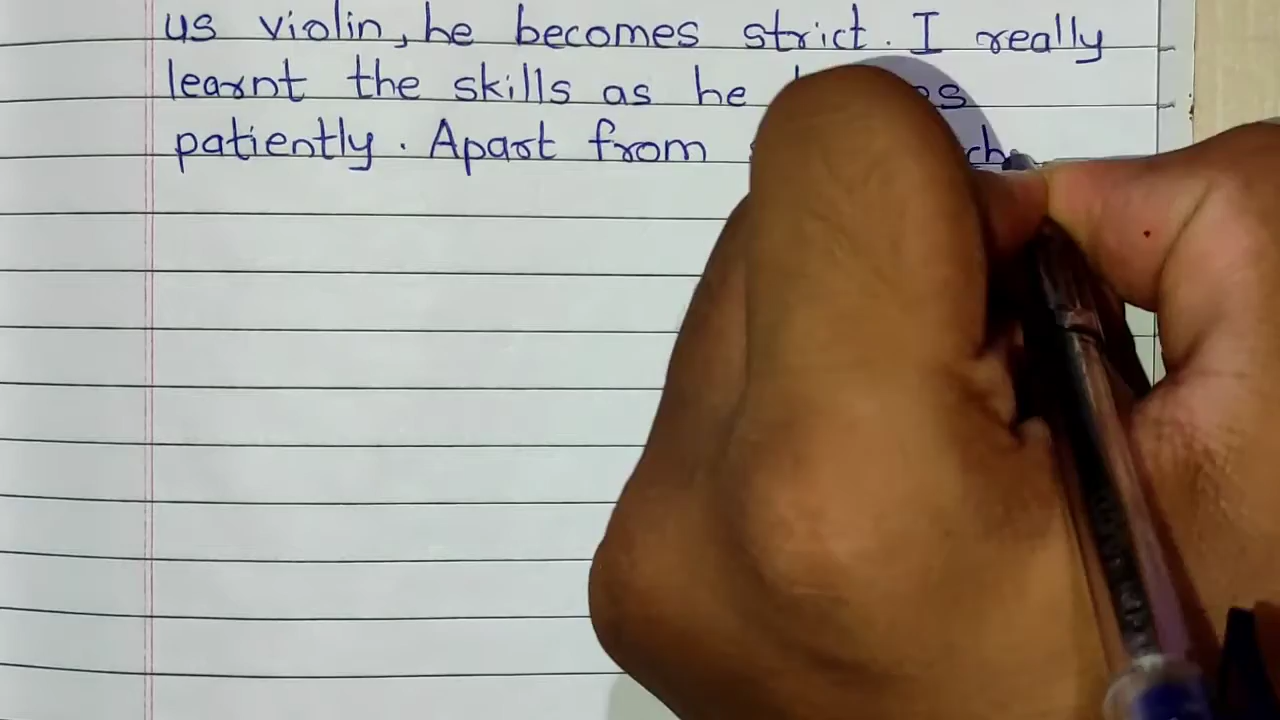 us violin, he becomes strict. I really
learnt the skills as he
patiently. Apart from